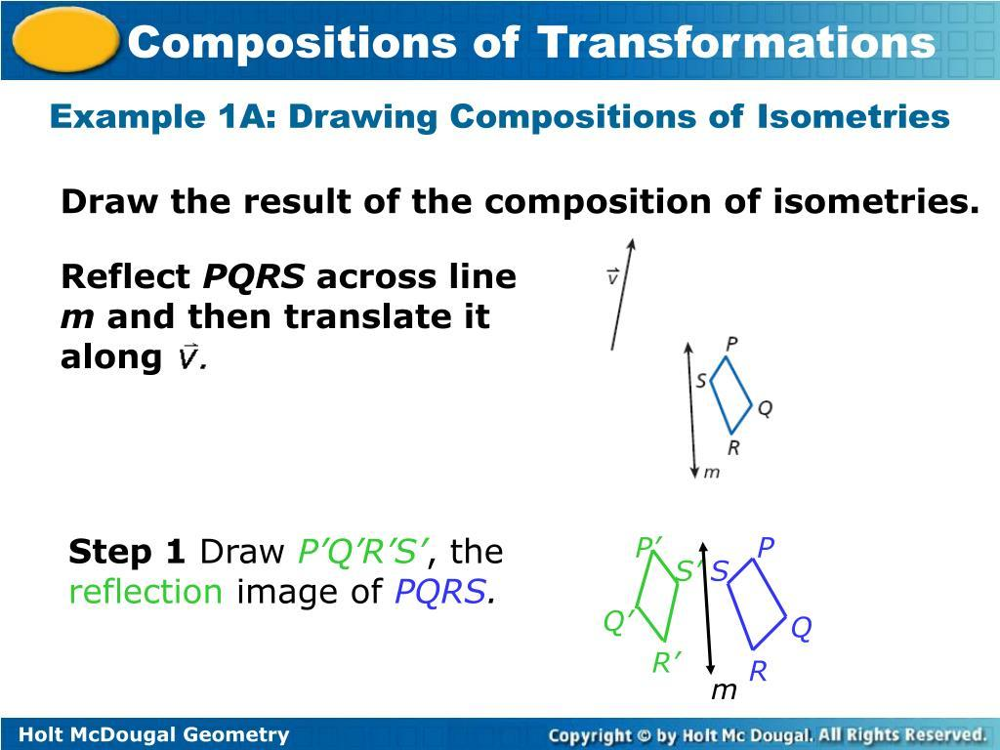 Compositions of Transformations
Example 1A: Drawing Compositions of Isometries
Draw the result of the composition of isometries.
Reflect PQRS across line
m and then translate it
along v⃗.
v⃗
P
S
Q
R
m
Step 1 Draw P’Q’R’S’, the
reflection image of PQRS.
P’
S’
S
P
Q’
Q
R’
R
m
Holt McDougal Geometry
Copyright © by Holt Mc Dougal. All Rights Reserved.